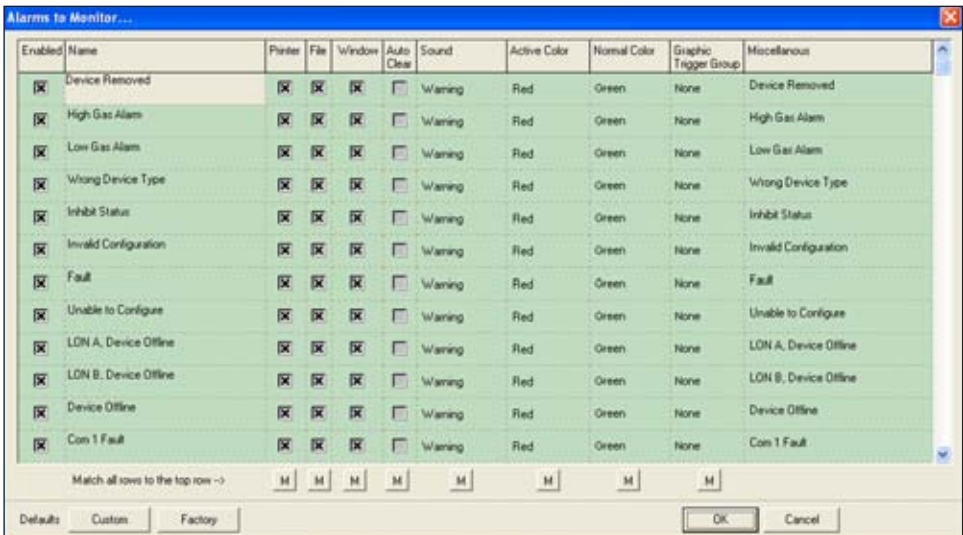 Alarms to Monitor...
Enabled Name Printer File Window Auto Clear Sound Active Color Normal Color Graphic Trigger Group Miscellanous
Device Removed Warning Red Green None Device Removed
High Gas Alarm Warning Red Green None High Gas Alarm
Low Gas Alarm Warning Red Green None Low Gas Alarm
Wrong Device Type Warning Red Green None Wrong Device Type
Inhibit Status Warning Red Green None Inhibit Status
Invalid Configuration Warning Red Green None Invalid Configuration
Fault Warning Red Green None Fault
Unable to Configure Warning Red Green None Unable to Configure
LON A, Device Offline Warning Red Green None LON A, Device Offline
LON B, Device Offline Warning Red Green None LON B, Device Offline
Device Offline Warning Red Green None Device Offline
Com 1 Fault Warning Red Green None Com 1 Fault
Match all rows to the top row --> M M M M M M M M
Defaults Custom Factory OK Cancel